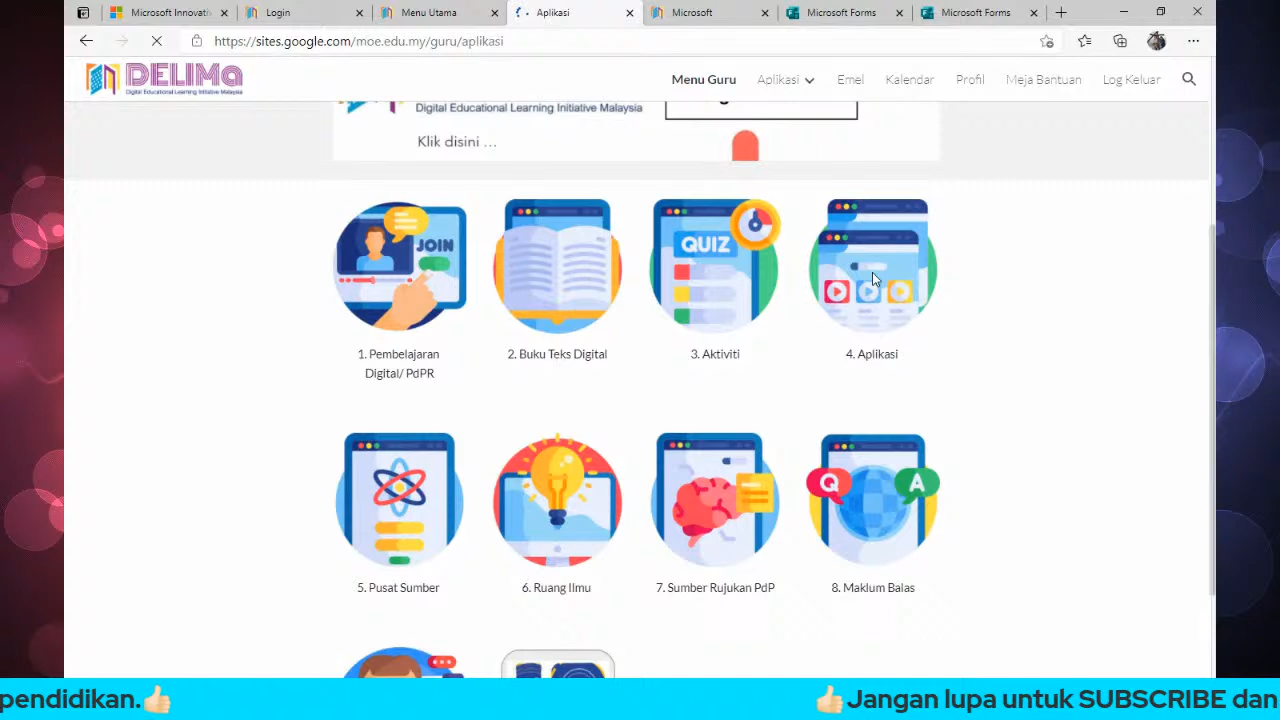 Microsoft Innovati
Login
Menu Utama
Aplikasi
Microsoft
Microsoft Forms
Microsoft Forms
https://sites.google.com/moe.edu.my/guru/aplikasi
DELIMa
Digital Educational Learning Initiative Malaysia
Menu Guru
Aplikasi
Emel
Kalendar
Profil
Meja Bantuan
Log Keluar
Digital Educational Learning Initiative Malaysia
Klik disini ...
JOIN
QUIZ
1. Pembelajaran
Digital/ PdPR
2. Buku Teks Digital
3. Aktiviti
4. Aplikasi
Q
A
5. Pusat Sumber
6. Ruang Ilmu
7. Sumber Rujukan PdP
8. Maklum Balas
pendidikan.👍🏻
👍🏻Jangan lupa untuk SUBSCRIBE dan